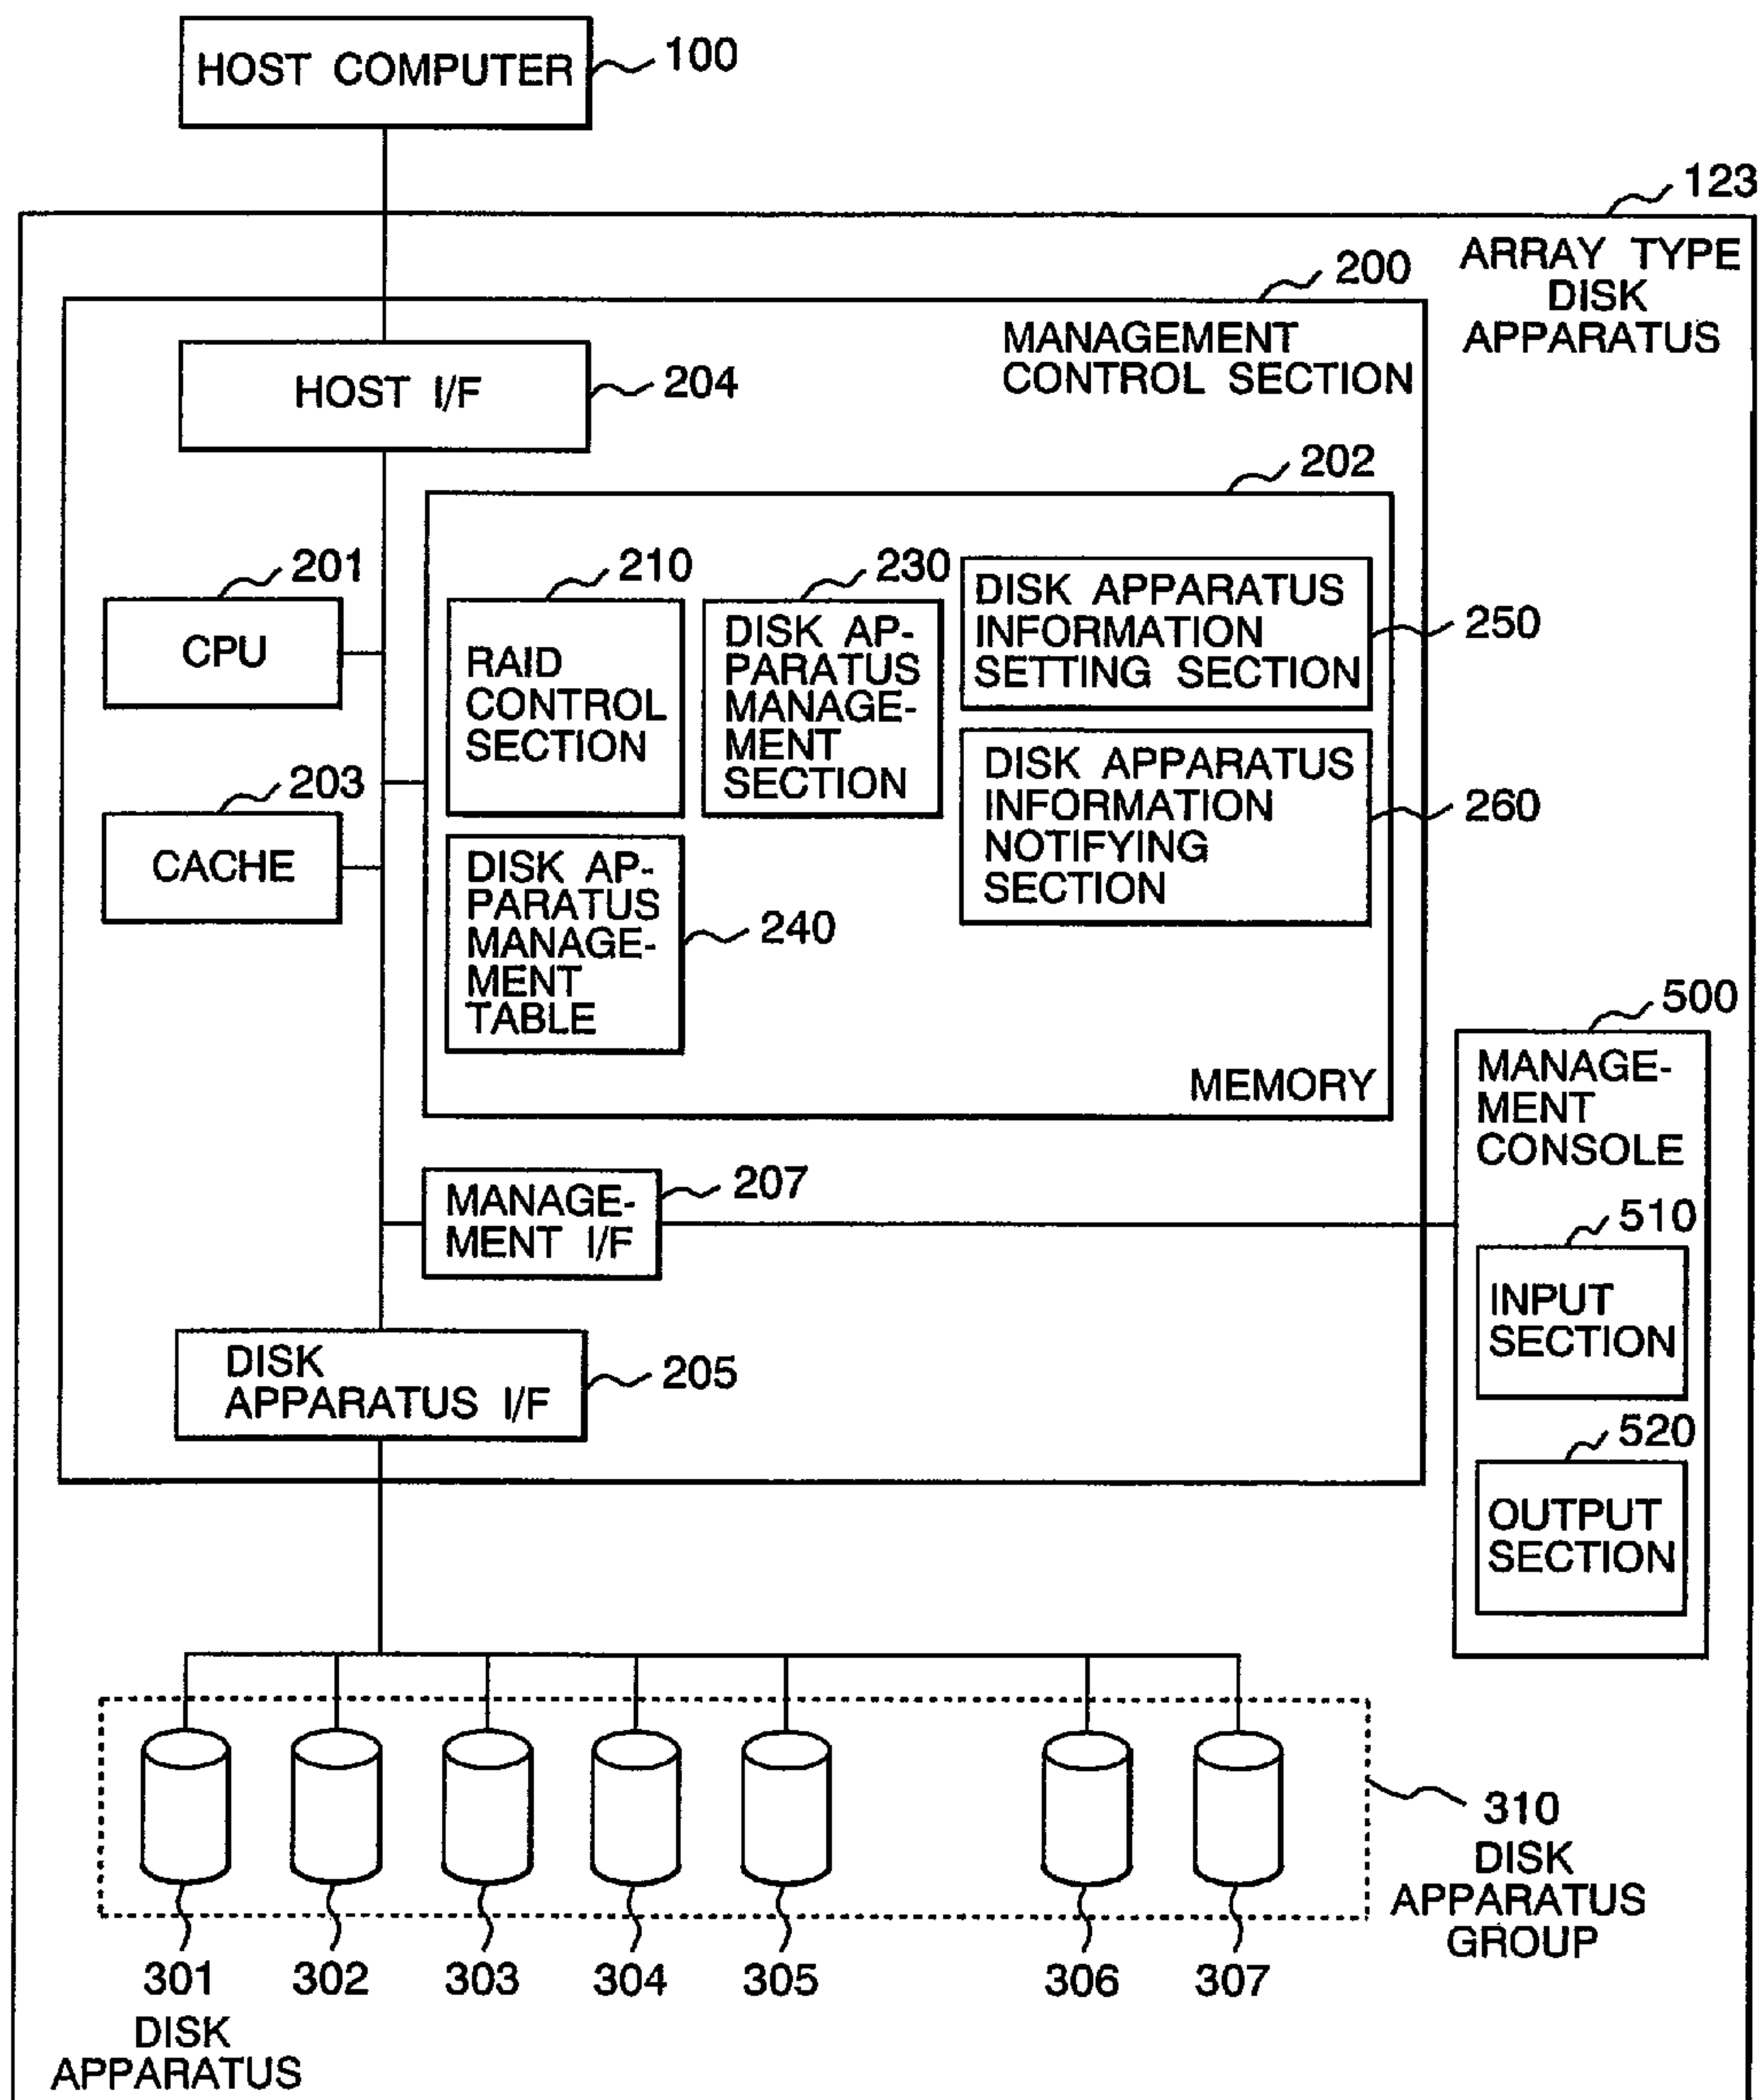 HOST COMPUTER
100
123
ARRAY TYPE
DISK
APPARATUS
200
MANAGEMENT
CONTROL SECTION
HOST I/F
204
202
201
CPU
203
CACHE
210
RAID
CONTROL
SECTION
230
DISK AP-
PARATUS
MANAGE-
MENT
SECTION
DISK APPARATUS
INFORMATION
SETTING SECTION
250
DISK APPARATUS
INFORMATION
NOTIFYING
SECTION
260
DISK AP-
PARATUS
MANAGE-
MENT
TABLE
240
MEMORY
500
MANAGE-
MENT
CONSOLE
MANAGE-
MENT I/F
207
510
INPUT
SECTION
520
OUTPUT
SECTION
DISK
APPARATUS I/F
205
310
DISK
APPARATUS
GROUP
301
302
303
304
305
306
307
DISK
APPARATUS